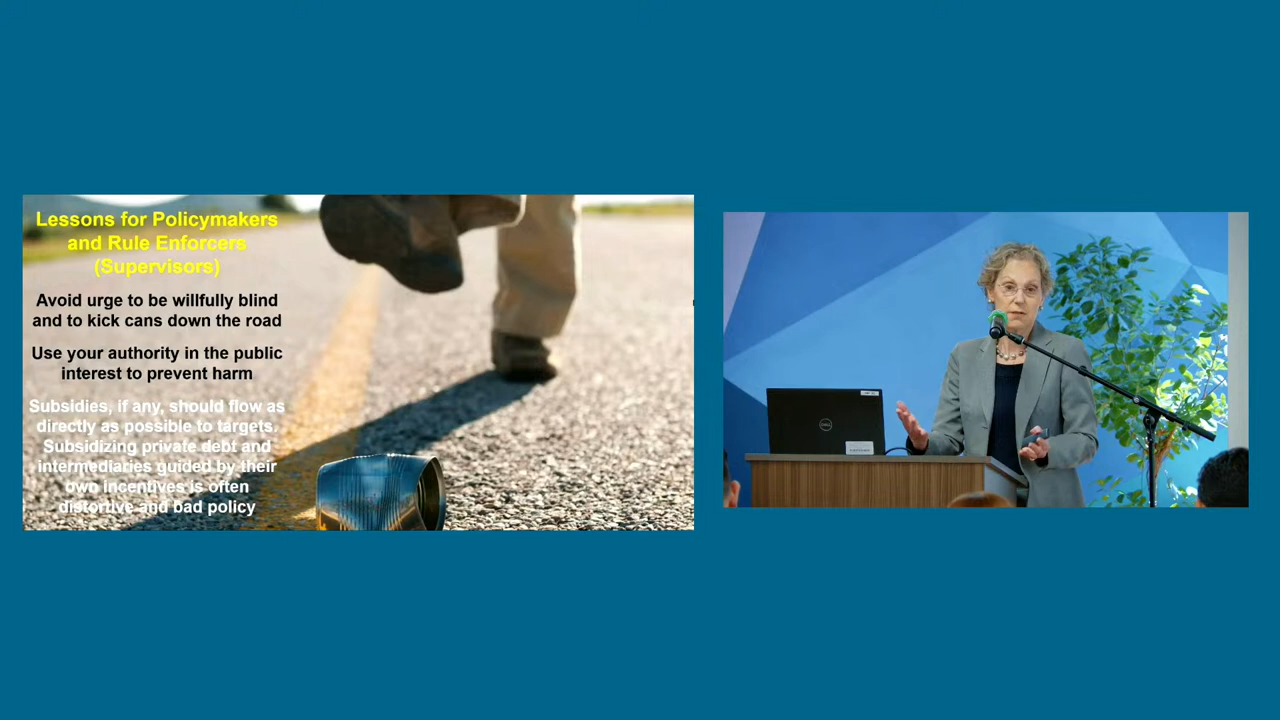 Lessons for Policymakers
and Rule Enforcers
(Supervisors)
Avoid urge to be willfully blind
and to kick cans down the road
Use your authority in the public
interest to prevent harm
Subsidies, if any, should flow as
directly as possible to targets.
Subsidizing private debt and
intermediaries guided by their
own incentives is often
distortive and bad policy
DELL